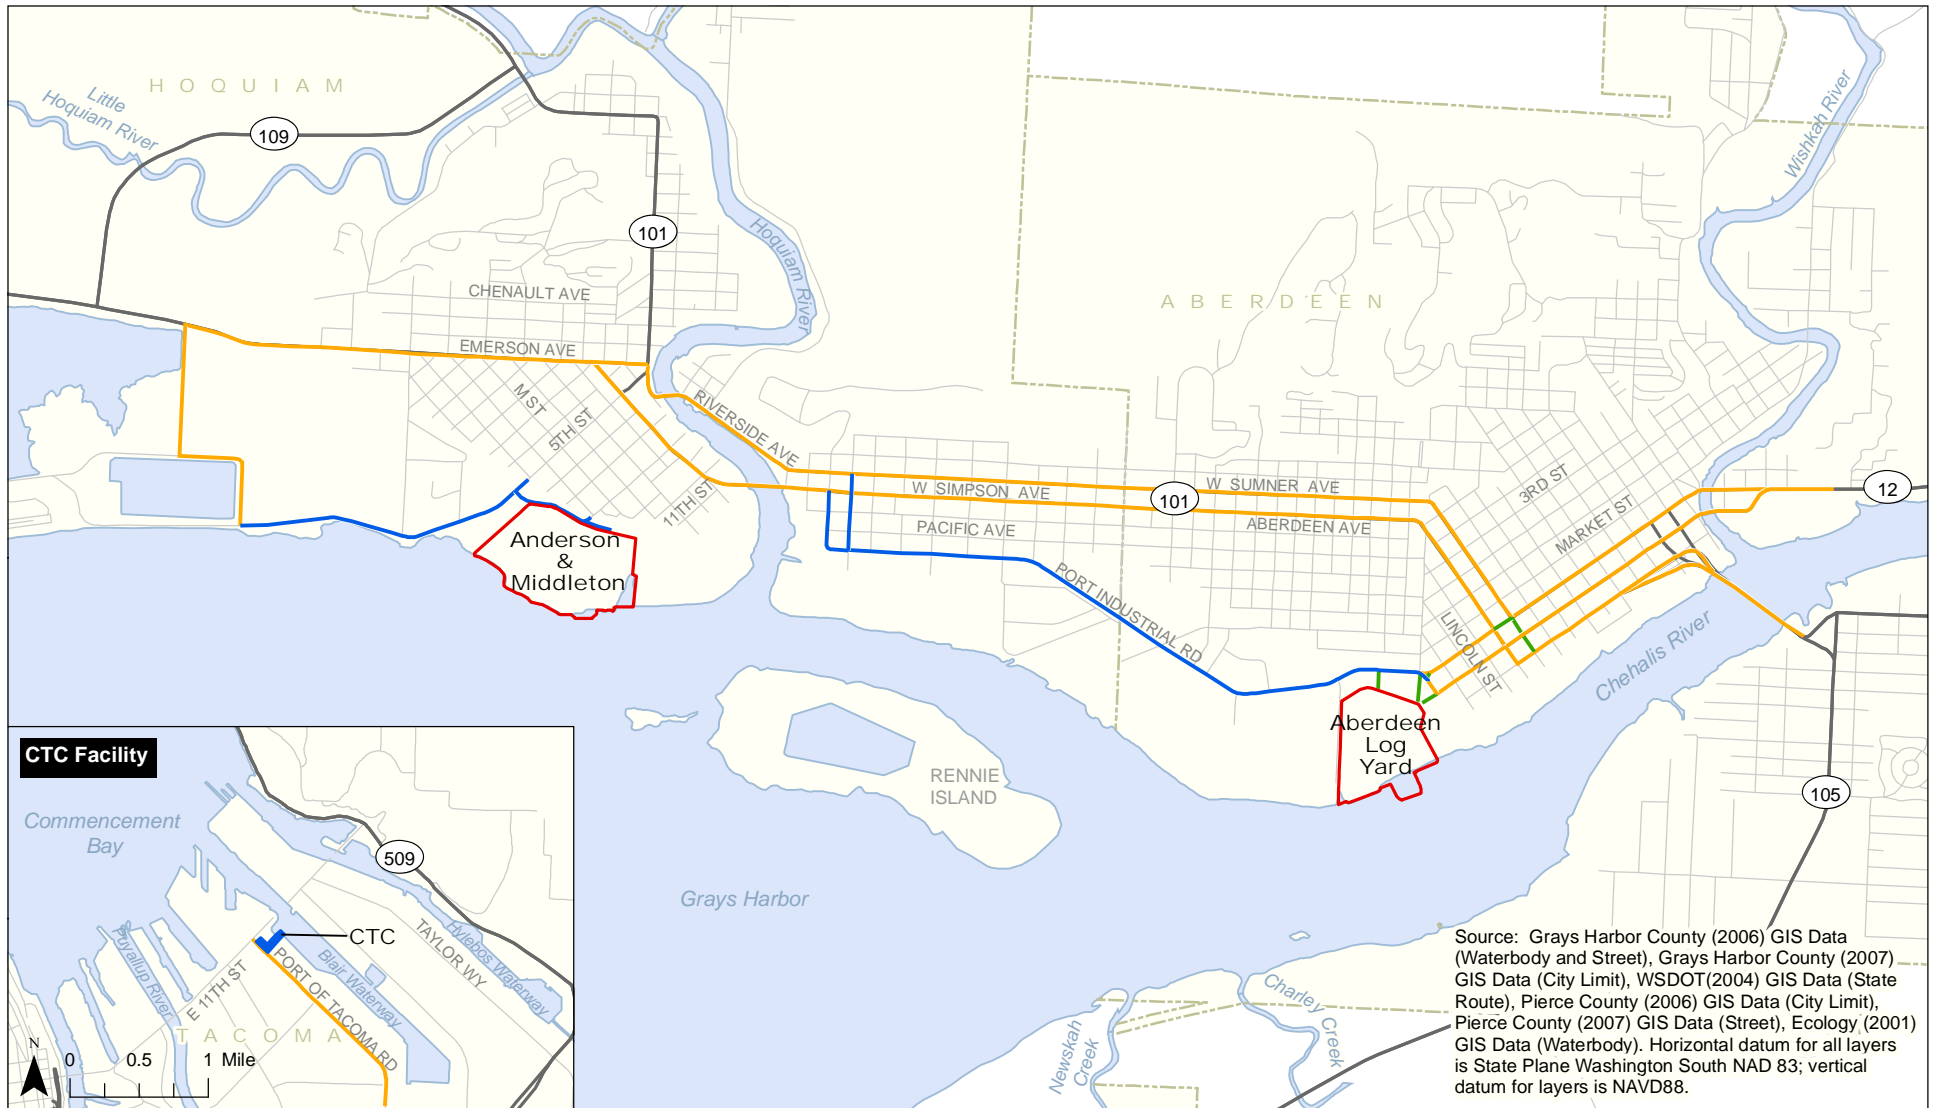 HOQUIAM
Little
Hoquiam River
109
101
Hoquiam River
Wishkah River
CHENAULT AVE
ABERDEEN
EMERSON AVE
M ST
5TH ST
11TH ST
RIVERSIDE AVE
W SIMPSON AVE
101
W SUMNER AVE
PACIFIC AVE
ABERDEEN AVE
3RD ST
MARKET ST
12
Anderson
&
Middleton
PORT INDUSTRIAL RD
LINCOLN ST
Chehalis River
Aberdeen
Log
Yard
RENNIE
ISLAND
105
Grays Harbor
Charley Creek
Newskah
Creek
CTC Facility
Commencement
Bay
509
CTC
TAYLOR WY
Hylebos Waterway
Blair Waterway
Puyallup River
E 11TH ST
PORT OF TACOMA RD
TACOMA
N
0 0.5 1 Mile
Source: Grays Harbor County (2006) GIS Data
(Waterbody and Street), Grays Harbor County (2007)
GIS Data (City Limit), WSDOT(2004) GIS Data (State
Route), Pierce County (2006) GIS Data (City Limit),
Pierce County (2007) GIS Data (Street), Ecology (2001)
GIS Data (Waterbody). Horizontal datum for all layers
is State Plane Washington South NAD 83; vertical
datum for layers is NAVD88.